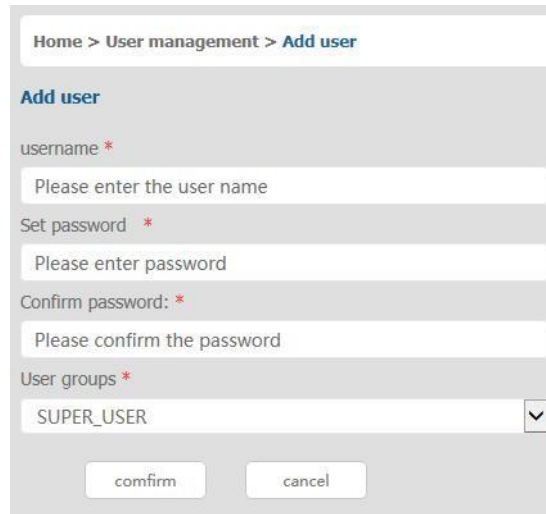 Home > User management > Add user
Add user
username *
Please enter the user name
Set password *
Please enter password
Confirm password: *
Please confirm the password
User groups *
SUPER_USER
comfirm cancel